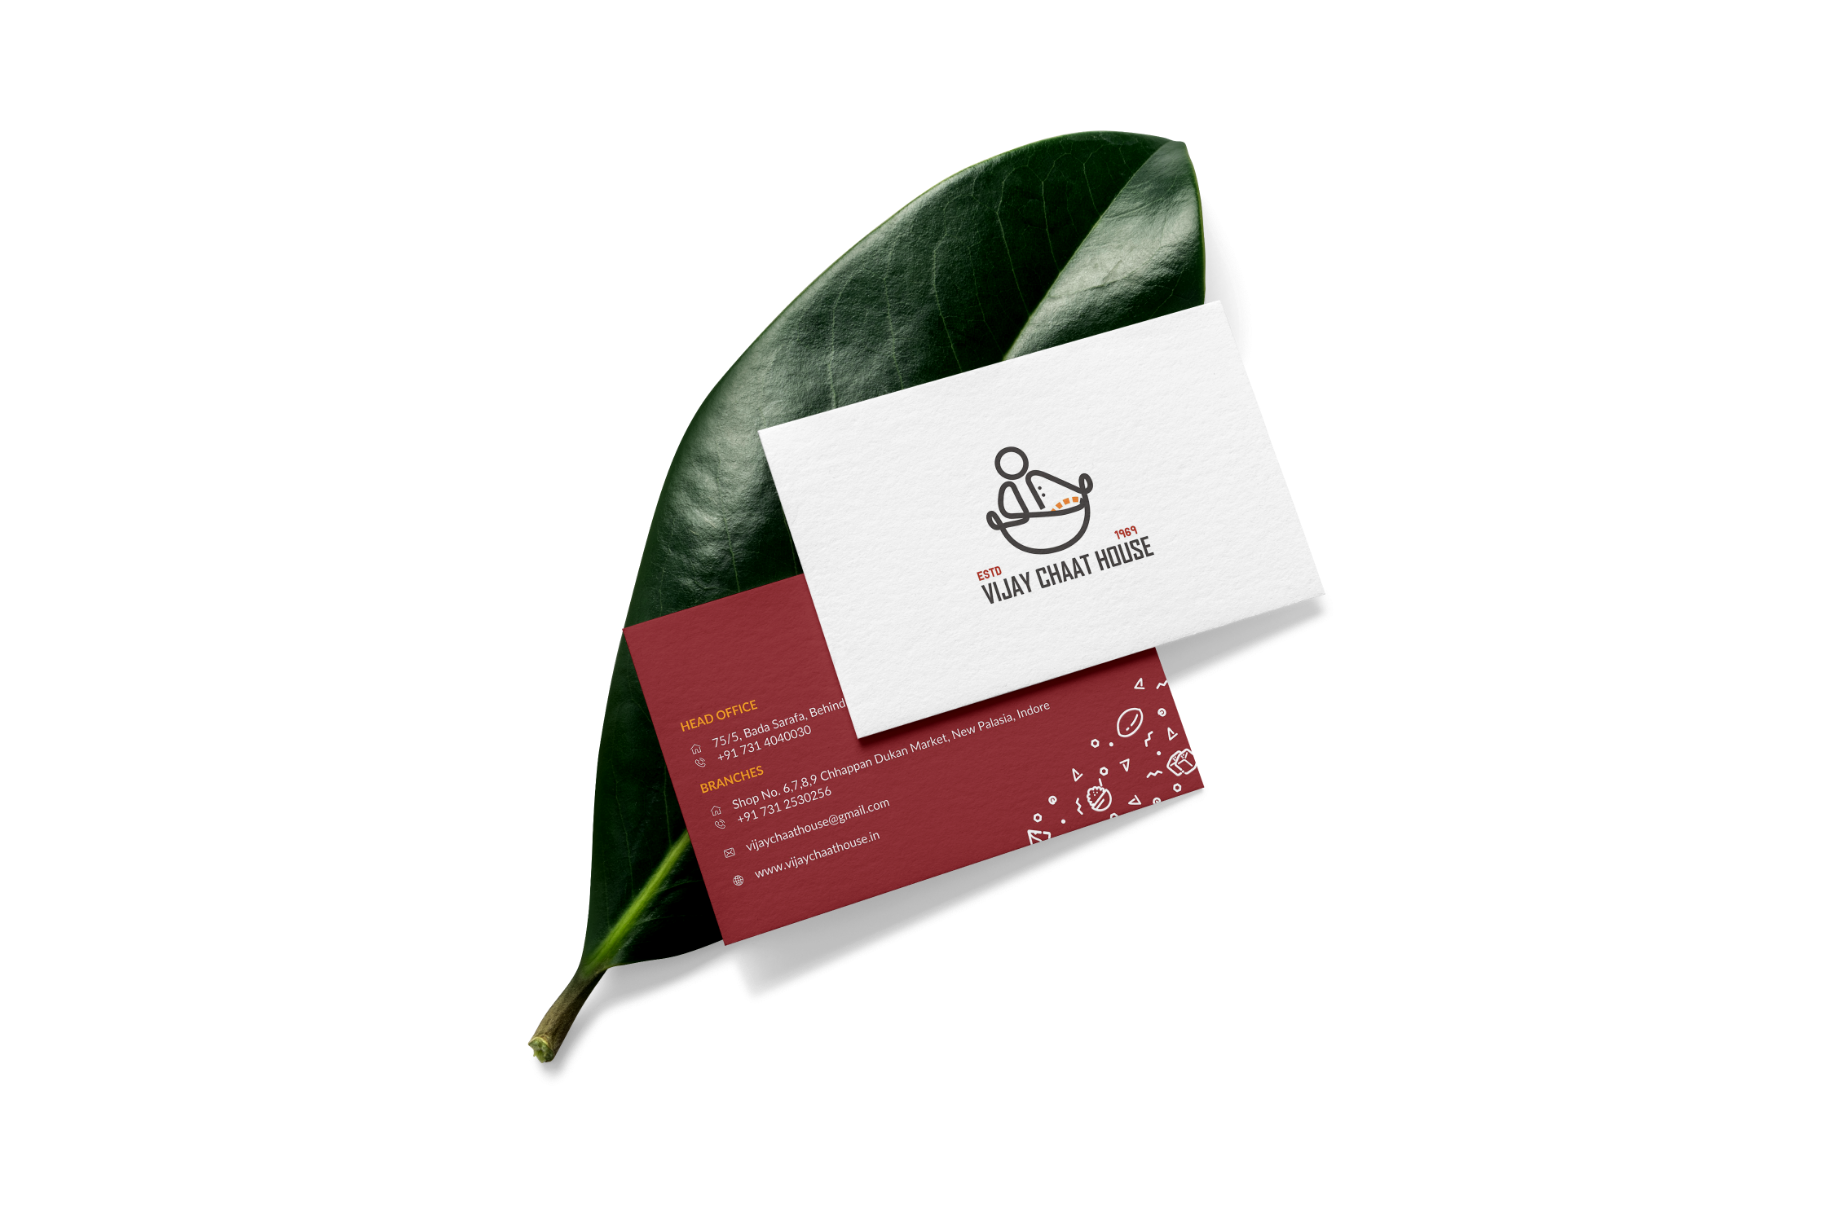 ESTD
1969
VIJAY CHAAT HOUSE
HEAD OFFICE
75/5, Bada Sarafa, Behind
+91 731 4040030
BRANCHES
Shop No. 6,7,8,9 Chhappan Dukan Market, New Palasia, Indore
+91 731 2530256
vijaychaathouse@gmail.com
www.vijaychaathouse.in